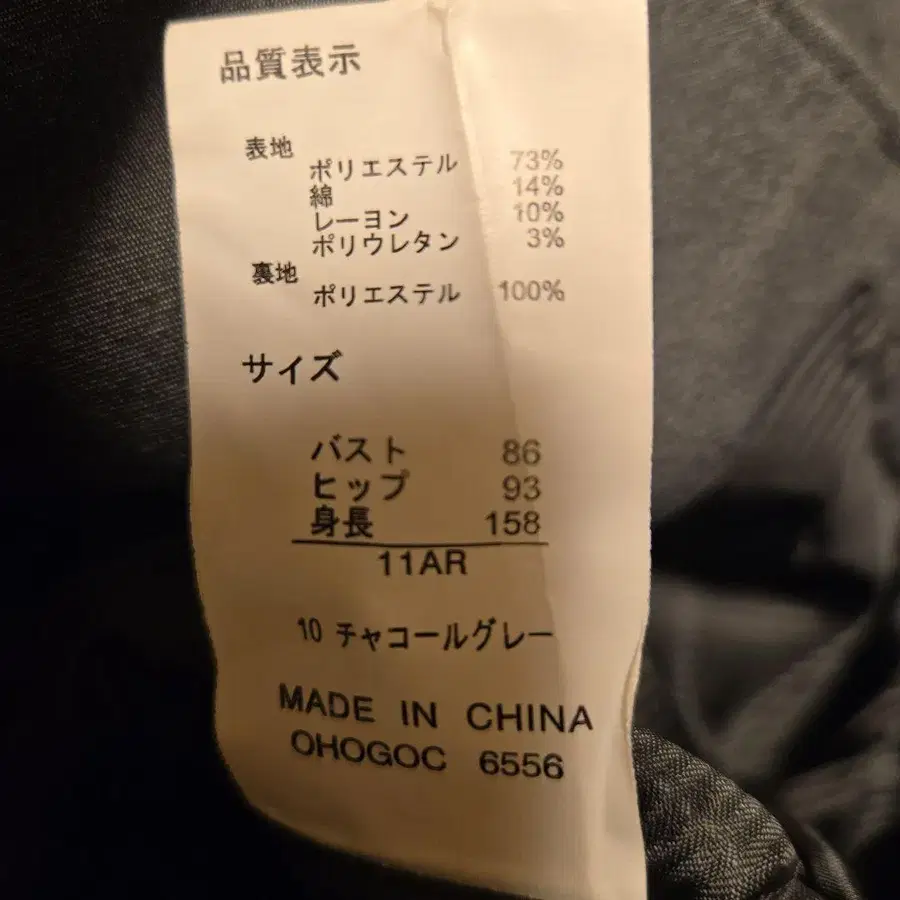 品質表示
表地
ポリエステル 73%
綿 14%
レーヨン 10%
ポリウレタン 3%
裏地
ポリエステル 100%
サイズ
バスト 86
ヒップ 93
身長 158
11AR
10 チャコールグレー
MADE IN CHINA
OHOGOC 6556